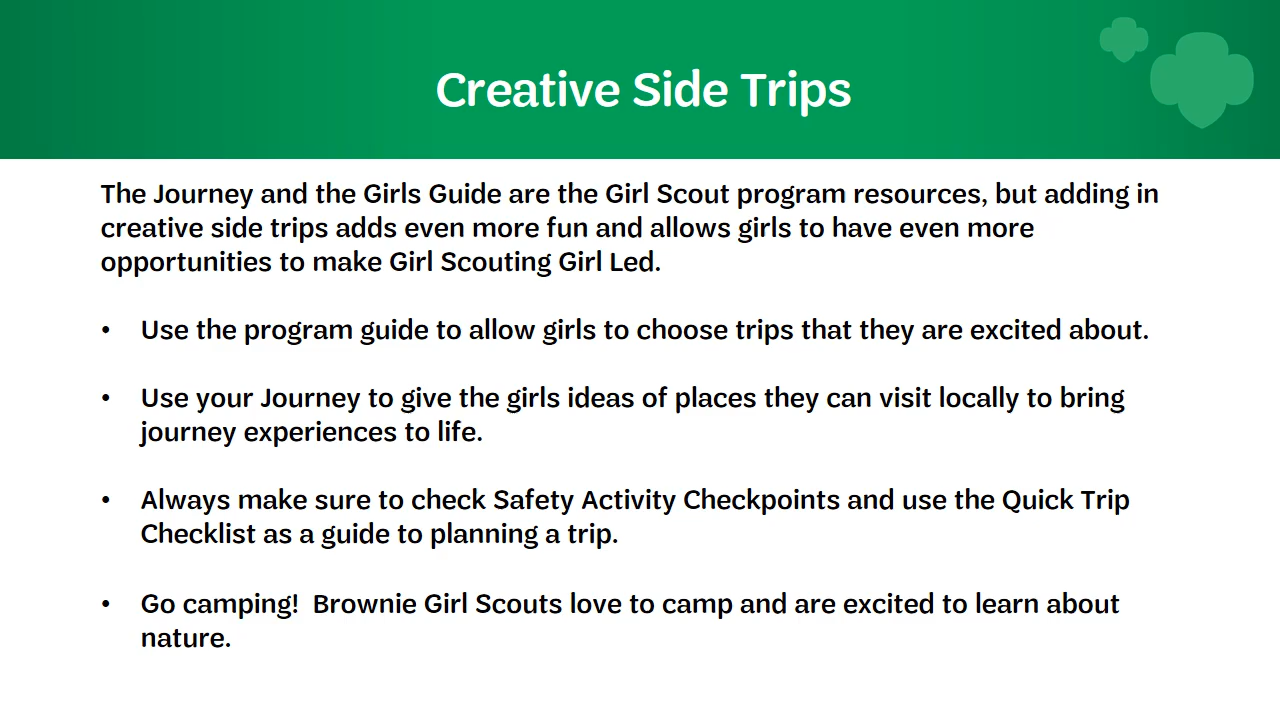 Creative Side Trips
The Journey and the Girls Guide are the Girl Scout program resources, but adding in
creative side trips adds even more fun and allows girls to have even more
opportunities to make Girl Scouting Girl Led.
• Use the program guide to allow girls to choose trips that they are excited about.
• Use your Journey to give the girls ideas of places they can visit locally to bring
journey experiences to life.
• Always make sure to check Safety Activity Checkpoints and use the Quick Trip
Checklist as a guide to planning a trip.
• Go camping!  Brownie Girl Scouts love to camp and are excited to learn about
nature.